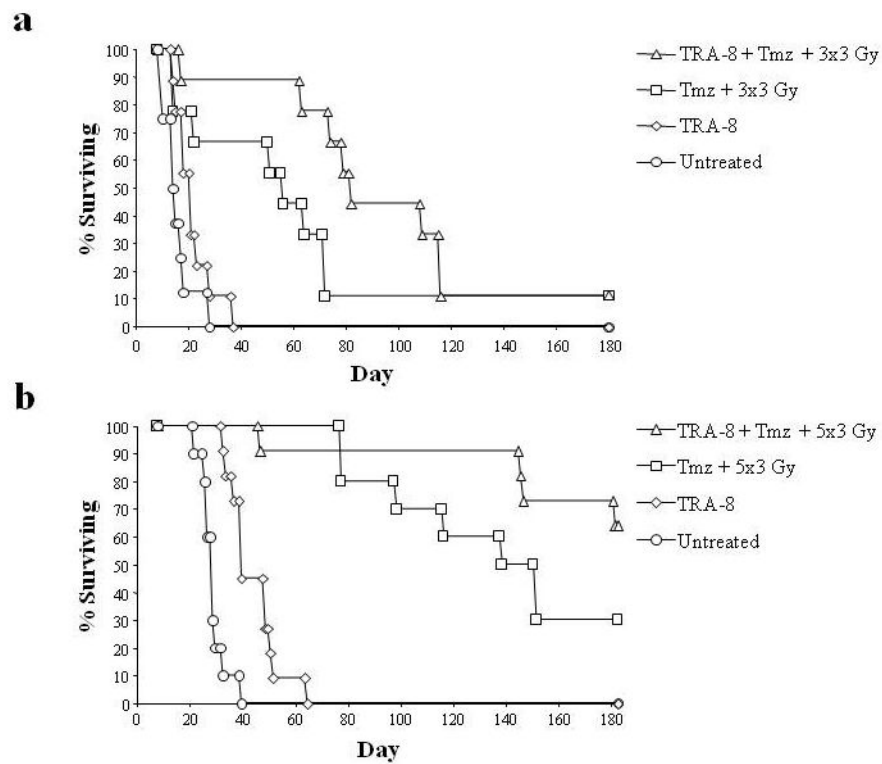 a
100
90
80
70
60
50
40
30
20
10
0
% Surviving
0 20 40 60 80 100 120 140 160 180
Day
TRA-8 + Tmz + 3x3 Gy
Tmz + 3x3 Gy
TRA-8
Untreated
b
100
90
80
70
60
50
40
30
20
10
0
% Surviving
0 20 40 60 80 100 120 140 160 180
Day
TRA-8 + Tmz + 5x3 Gy
Tmz + 5x3 Gy
TRA-8
Untreated